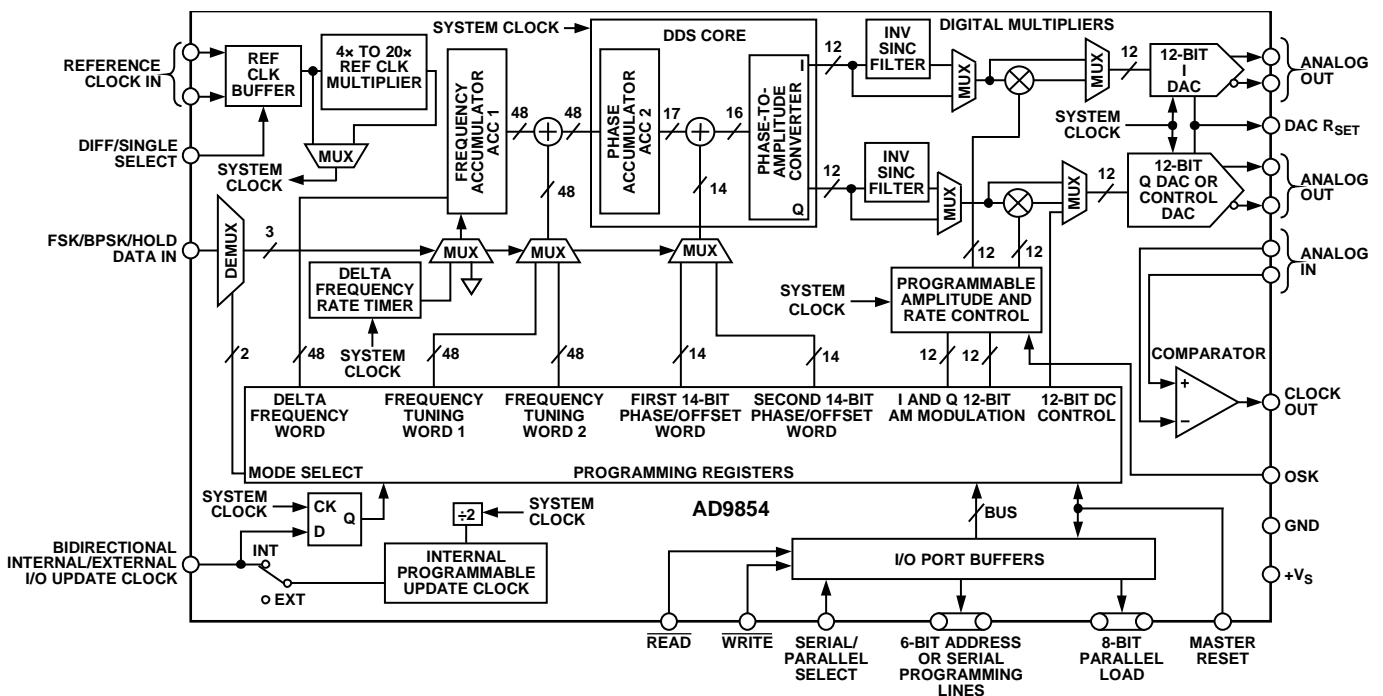 SYSTEM CLOCK
DDS CORE
DIGITAL MULTIPLIERS
REFERENCE
CLOCK IN
REF
CLK
BUFFER
4× TO 20×
REF CLK
MULTIPLIER
FREQUENCY
ACCUMULATOR
ACC 1
48
48
PHASE
ACCUMULATOR
ACC 2
17
16
PHASE-TO-
AMPLITUDE
CONVERTER
I
Q
12
INV
SINC
FILTER
MUX
MUX
12
12-BIT
I
DAC
ANALOG
OUT
DIFF/SINGLE
SELECT
MUX
SYSTEM
CLOCK
48
14
SYSTEM
CLOCK
DAC RSET
12
INV
SINC
FILTER
MUX
MUX
12
12-BIT
Q DAC OR
CONTROL
DAC
ANALOG
OUT
FSK/BPSK/HOLD
DATA IN
DEMUX
3
MUX
MUX
MUX
12
12
ANALOG
IN
DELTA
FREQUENCY
RATE TIMER
SYSTEM
CLOCK
SYSTEM
CLOCK
PROGRAMMABLE
AMPLITUDE AND
RATE CONTROL
2
48
48
48
14
14
12
12
COMPARATOR
+
−
CLOCK
OUT
DELTA
FREQUENCY
WORD
FREQUENCY
TUNING
WORD 1
FREQUENCY
TUNING
WORD 2
FIRST 14-BIT
PHASE/OFFSET
WORD
SECOND 14-BIT
PHASE/OFFSET
WORD
I AND Q 12-BIT
AM MODULATION
12-BIT DC
CONTROL
MODE SELECT
PROGRAMMING REGISTERS
OSK
SYSTEM
CLOCK
CK
Q
D
÷2
SYSTEM
CLOCK
AD9854
BUS
GND
BIDIRECTIONAL
INTERNAL/EXTERNAL
I/O UPDATE CLOCK
INT
EXT
INTERNAL
PROGRAMMABLE
UPDATE CLOCK
I/O PORT BUFFERS
+VS
READ
WRITE
SERIAL/
PARALLEL
SELECT
6-BIT ADDRESS
OR SERIAL
PROGRAMMING
LINES
8-BIT
PARALLEL
LOAD
MASTER
RESET